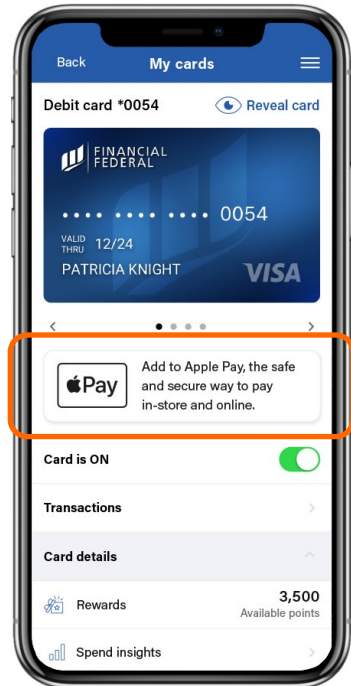 Back My cards
Debit card *0054 Reveal card
FINANCIAL
FEDERAL
•••• •••• •••• 0054
VALID
THRU 12/24
PATRICIA KNIGHT VISA
Pay
Add to Apple Pay, the safe
and secure way to pay
in-store and online.
Card is ON
Transactions
Card details
Rewards 3,500
Available points
Spend insights